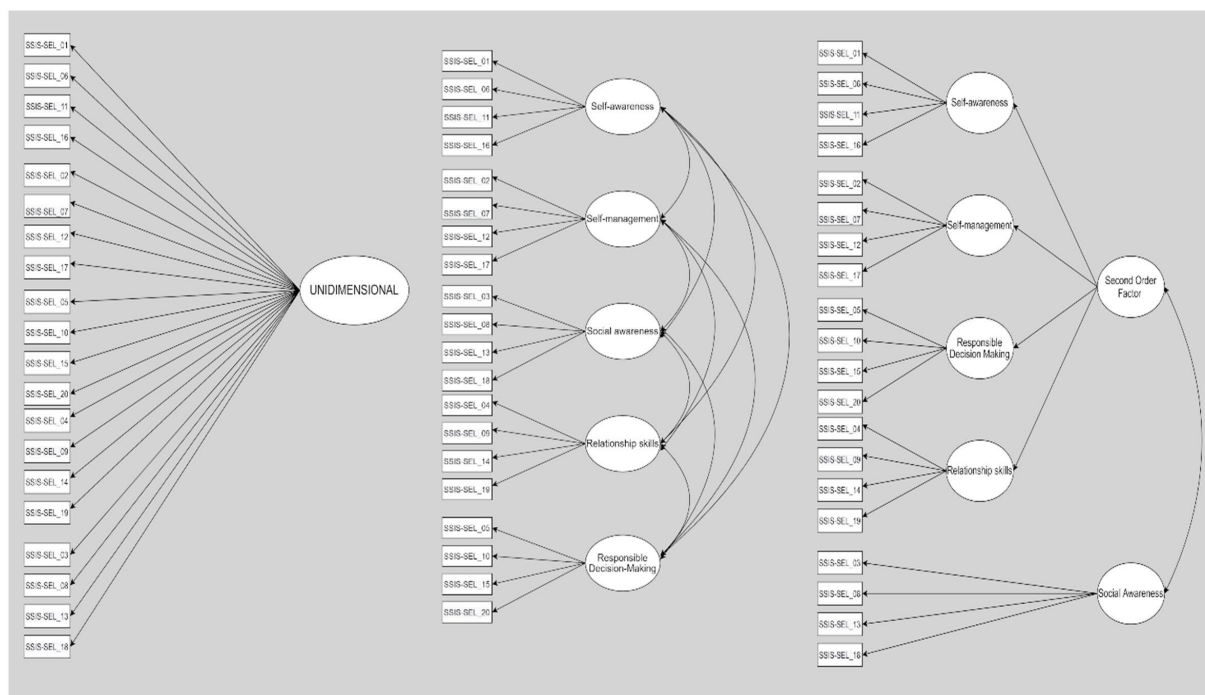 SSIS-SEL_01
SSIS-SEL_06
SSIS-SEL_11
SSIS-SEL_16
SSIS-SEL_02
SSIS-SEL_07
SSIS-SEL_12
SSIS-SEL_17
SSIS-SEL_05
SSIS-SEL_10
SSIS-SEL_15
SSIS-SEL_20
SSIS-SEL_04
SSIS-SEL_09
SSIS-SEL_14
SSIS-SEL_19
SSIS-SEL_03
SSIS-SEL_08
SSIS-SEL_13
SSIS-SEL_18
UNIDIMENSIONAL
SSIS-SEL_01
SSIS-SEL_06
SSIS-SEL_11
SSIS-SEL_16
Self-awareness
SSIS-SEL_02
SSIS-SEL_07
SSIS-SEL_12
SSIS-SEL_17
Self-management
SSIS-SEL_03
SSIS-SEL_08
SSIS-SEL_13
SSIS-SEL_18
Social awareness
SSIS-SEL_04
SSIS-SEL_09
SSIS-SEL_14
SSIS-SEL_19
Relationship skills
SSIS-SEL_05
SSIS-SEL_10
SSIS-SEL_15
SSIS-SEL_20
Responsible
Decision-Making
SSIS-SEL_01
SSIS-SEL_06
SSIS-SEL_11
SSIS-SEL_16
Self-awareness
SSIS-SEL_02
SSIS-SEL_07
SSIS-SEL_12
SSIS-SEL_17
Self-management
SSIS-SEL_05
SSIS-SEL_10
SSIS-SEL_15
SSIS-SEL_20
Responsible
Decision Making
SSIS-SEL_04
SSIS-SEL_09
SSIS-SEL_14
SSIS-SEL_19
Relationship skills
Second Order
Factor
SSIS-SEL_03
SSIS-SEL_08
SSIS-SEL_13
SSIS-SEL_18
Social Awareness